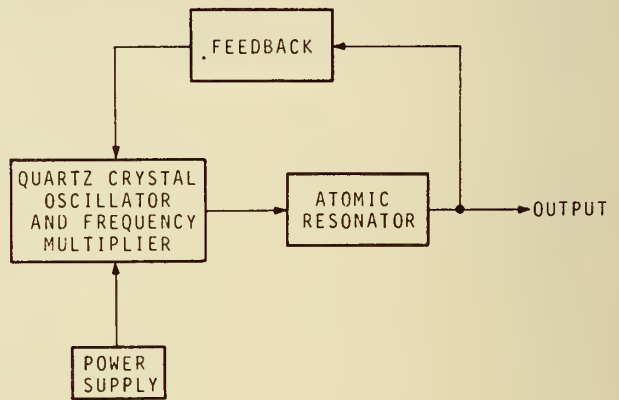 FEEDBACK
QUARTZ CRYSTAL
OSCILLATOR
AND FREQUENCY
MULTIPLIER
ATOMIC
RESONATOR
OUTPUT
POWER
SUPPLY